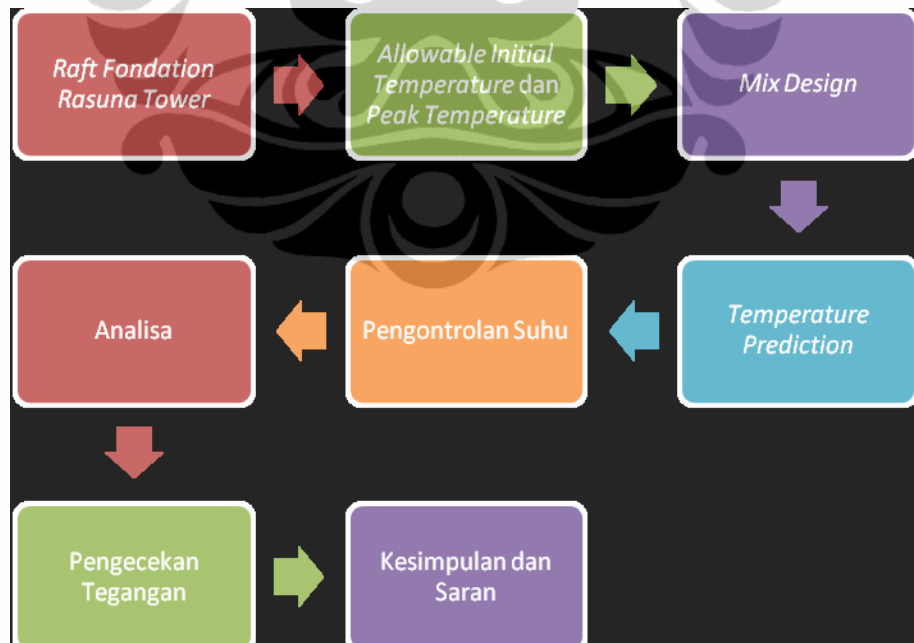 Raft Fondation
Rasuna Tower
Allowable Initial
Temperature dan
Peak Temperature
Mix Design
Temperature
Prediction
Pengontrolan Suhu
Analisa
Pengecekan
Tegangan
Kesimpulan dan
Saran